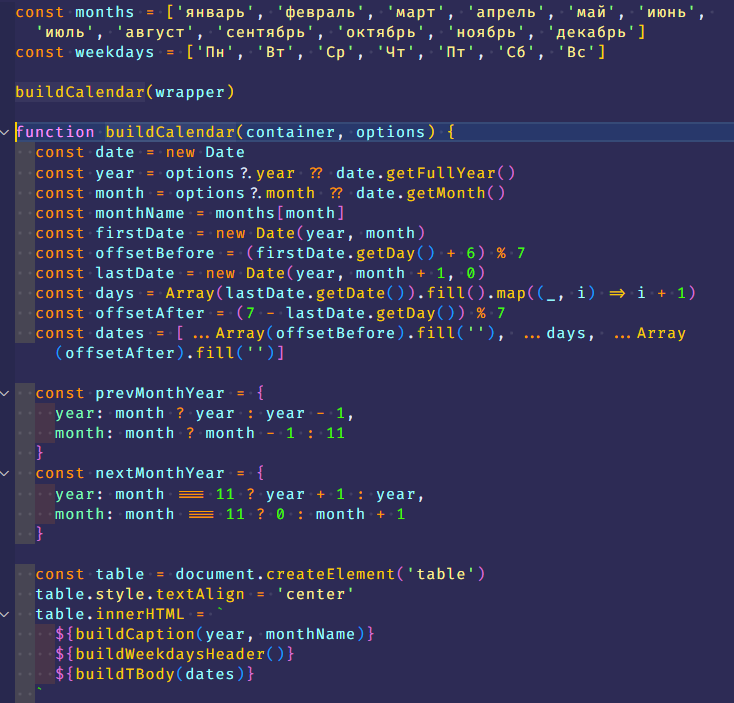 const months = ['январь', 'февраль', 'март', 'апрель', 'май', 'июнь',
'июль', 'август', 'сентябрь', 'октябрь', 'ноябрь', 'декабрь']
const weekdays = ['Пн', 'Вт', 'Ср', 'Чт', 'Пт', 'Сб', 'Вс']
buildCalendar(wrapper)
function buildCalendar(container, options) {
const date = new Date
const year = options?.year ?? date.getFullYear()
const month = options?.month ?? date.getMonth()
const monthName = months[month]
const firstDate = new Date(year, month)
const offsetBefore = (firstDate.getDay() + 6) % 7
const lastDate = new Date(year, month + 1, 0)
const days = Array(lastDate.getDate()).fill().map((_, i) => i + 1)
const offsetAfter = (7 - lastDate.getDay()) % 7
const dates = [...Array(offsetBefore).fill(''), ...days, ...Array
(offsetAfter).fill('')]
const prevMonthYear = {
year: month ? year : year - 1,
month: month ? month - 1 : 11
}
const nextMonthYear = {
year: month === 11 ? year + 1 : year,
month: month === 11 ? 0 : month + 1
}
const table = document.createElement('table')
table.style.textAlign = 'center'
table.innerHTML = `
${buildCaption(year, monthName)}
${buildWeekdaysHeader()}
${buildTBody(dates)}
`